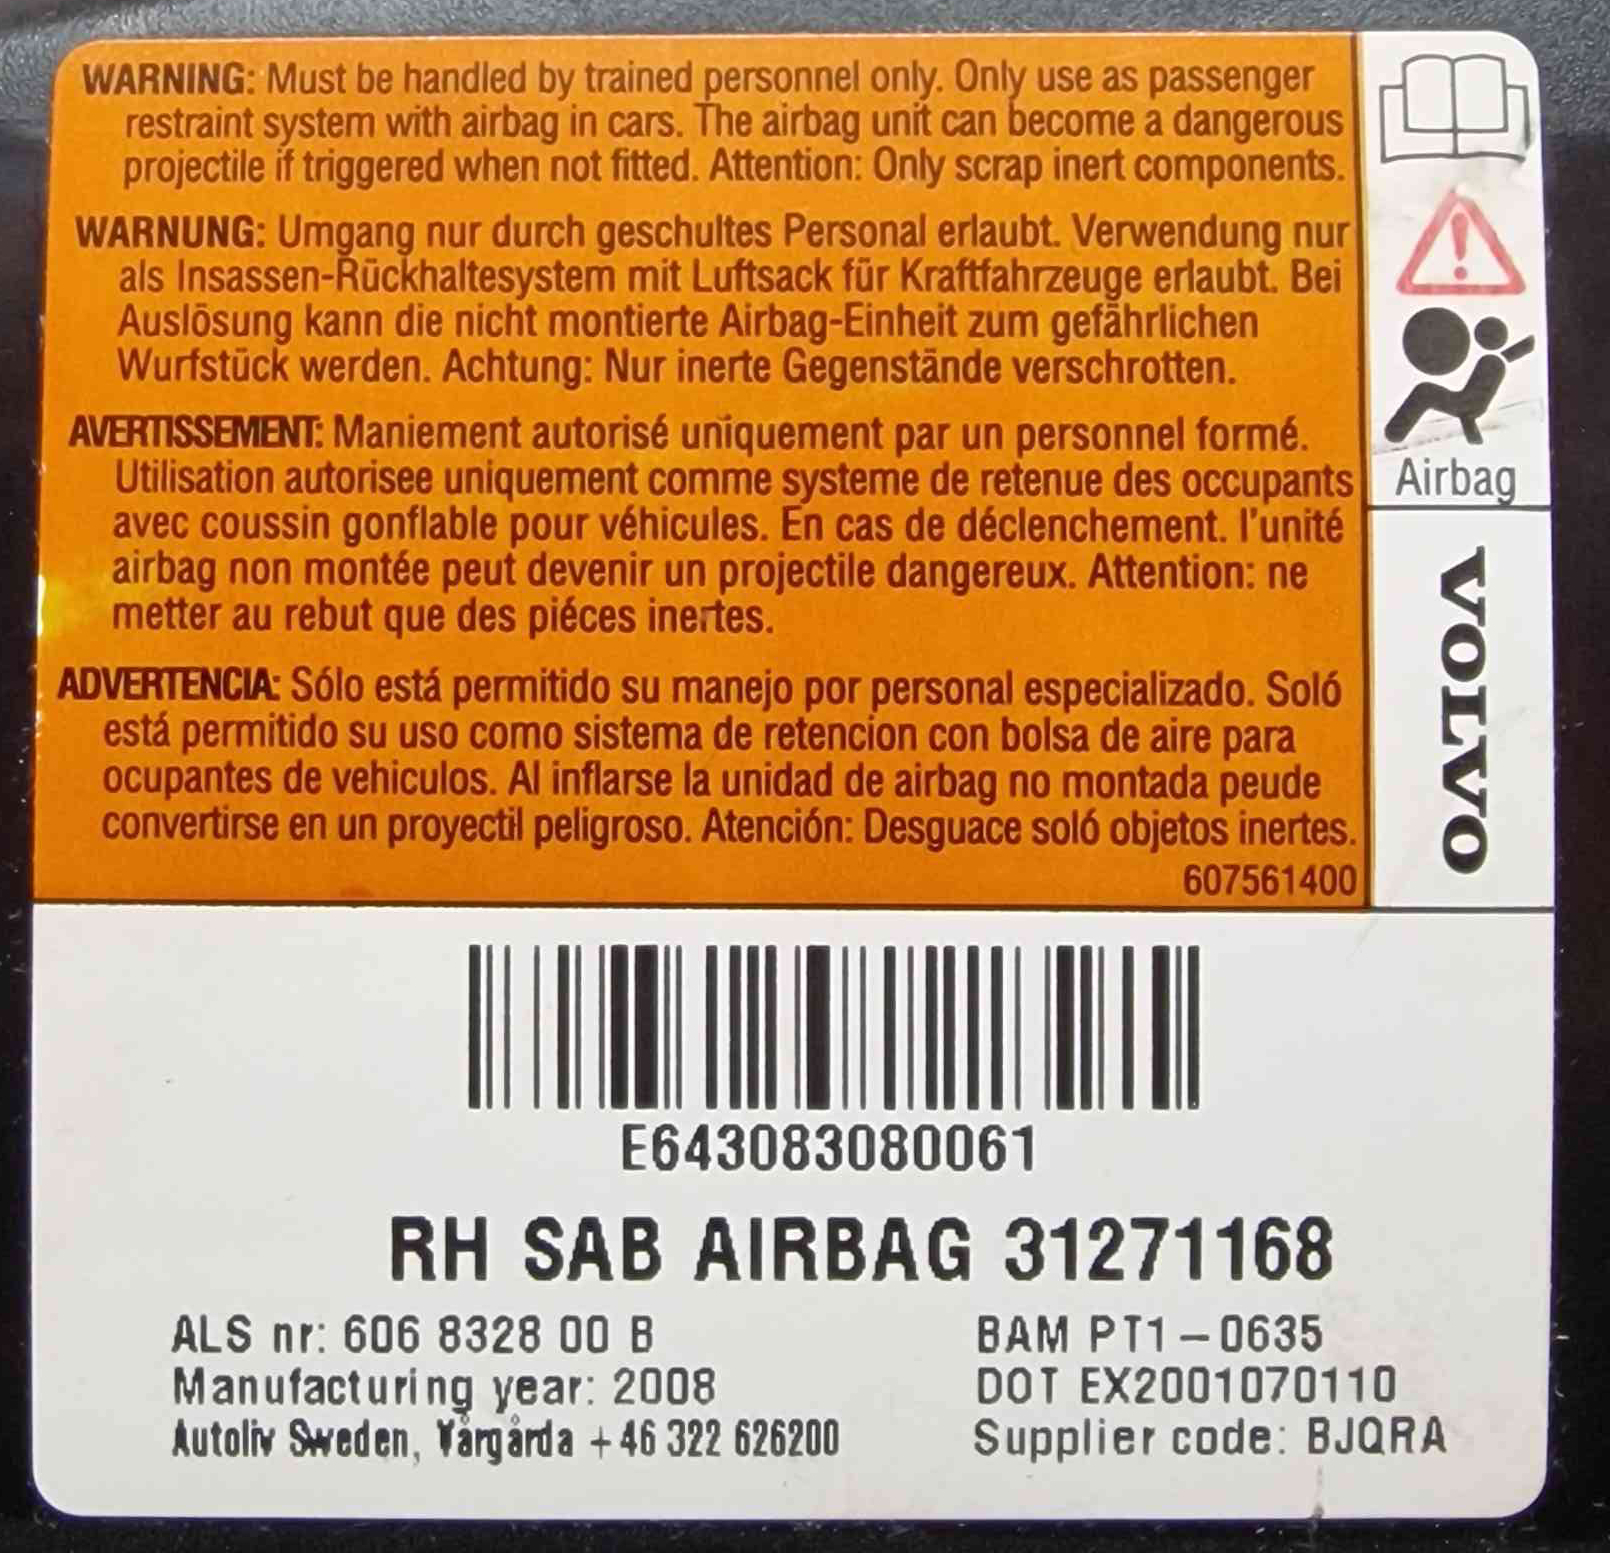 WARNING: Must be handled by trained personnel only. Only use as passenger
restraint system with airbag in cars. The airbag unit can become a dangerous
projectile if triggered when not fitted. Attention: Only scrap inert components.
WARNUNG: Umgang nur durch geschultes Personal erlaubt. Verwendung nur
als Insassen-Rückhaltesystem mit Luftsack für Kraftfahrzeuge erlaubt. Bei
Auslösung kann die nicht montierte Airbag-Einheit zum gefährlichen
Wurfstück werden. Achtung: Nur inerte Gegenstände verschrotten.
AVERTISSEMENT: Maniement autorisé uniquement par un personnel formé.
Utilisation autorisee uniquement comme systeme de retenue des occupants
avec coussin gonflable pour véhicules. En cas de déclenchement. l'unité
airbag non montée peut devenir un projectile dangereux. Attention: ne
metter au rebut que des piéces inertes.
ADVERTENCIA: Sólo está permitido su manejo por personal especializado. Soló
está permitido su uso como sistema de retencion con bolsa de aire para
ocupantes de vehiculos. Al inflarse la unidad de airbag no montada peude
convertirse en un proyectil peligroso. Atención: Desguace soló objetos inertes.
607561400
Airbag
VOLVO
E643083080061
RH SAB AIRBAG 31271168
ALS nr: 606 8328 00 B
Manufacturing year: 2008
Autoliv Sweden, Vårgårda +46 322 626200
BAM PT1-0635
DOT EX2001070110
Supplier code: BJQRA